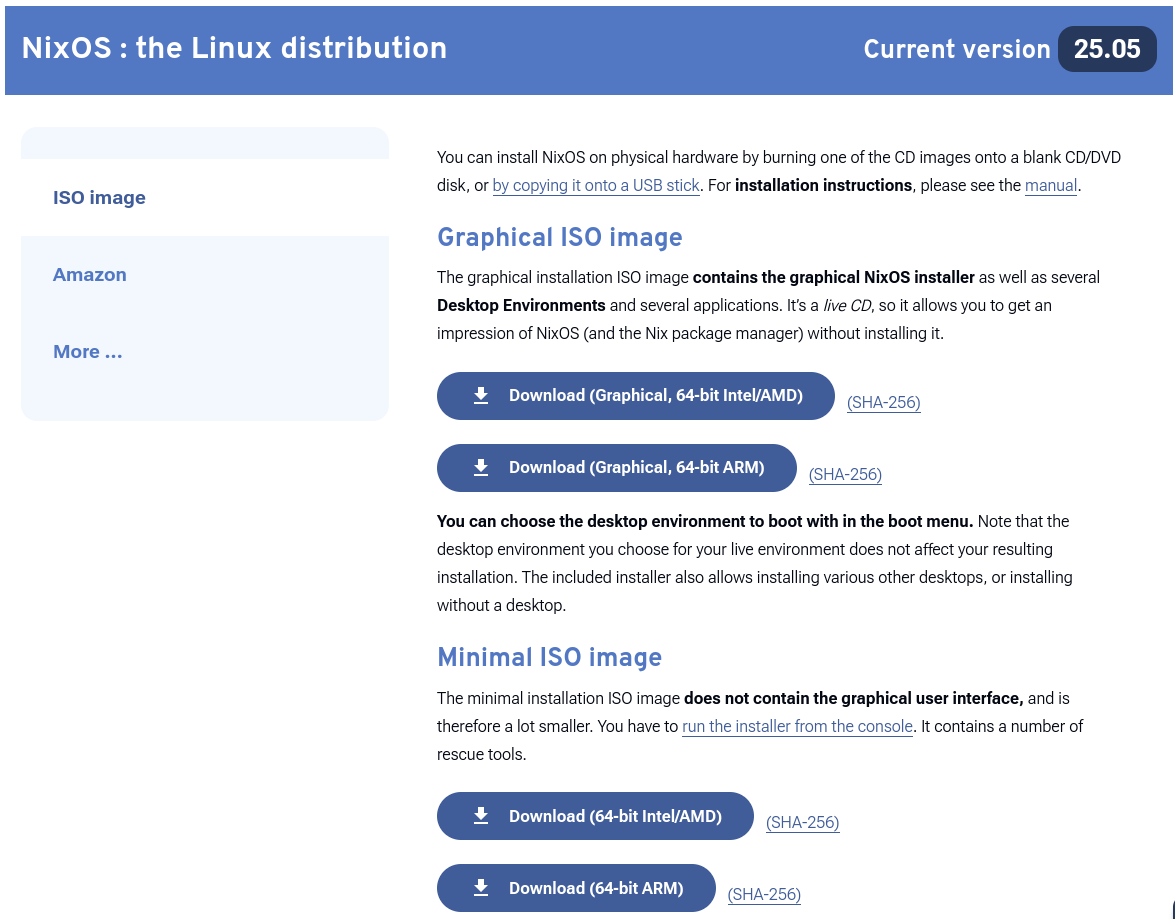 NixOS : the Linux distribution
Current version 25.05
ISO image
Amazon
More ...
You can install NixOS on physical hardware by burning one of the CD images onto a blank CD/DVD
disk, or by copying it onto a USB stick. For installation instructions, please see the manual.
Graphical ISO image
The graphical installation ISO image contains the graphical NixOS installer as well as several
Desktop Environments and several applications. It’s a live CD, so it allows you to get an
impression of NixOS (and the Nix package manager) without installing it.
Download (Graphical, 64-bit Intel/AMD) (SHA-256)
Download (Graphical, 64-bit ARM) (SHA-256)
You can choose the desktop environment to boot with in the boot menu. Note that the
desktop environment you choose for your live environment does not affect your resulting
installation. The included installer also allows installing various other desktops, or installing
without a desktop.
Minimal ISO image
The minimal installation ISO image does not contain the graphical user interface, and is
therefore a lot smaller. You have to run the installer from the console. It contains a number of
rescue tools.
Download (64-bit Intel/AMD) (SHA-256)
Download (64-bit ARM) (SHA-256)